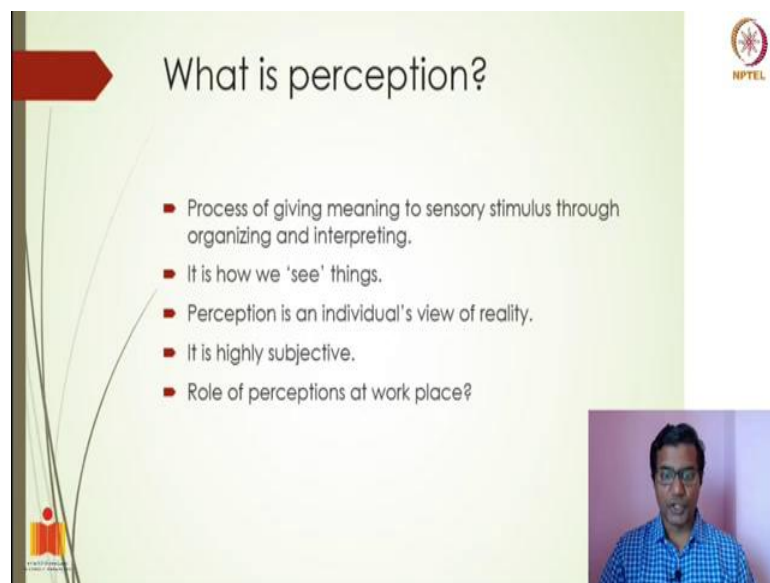 What is perception?
NPTEL
Process of giving meaning to sensory stimulus through
organizing and interpreting.
It is how we ‘see’ things.
Perception is an individual’s view of reality.
It is highly subjective.
Role of perceptions at work place?